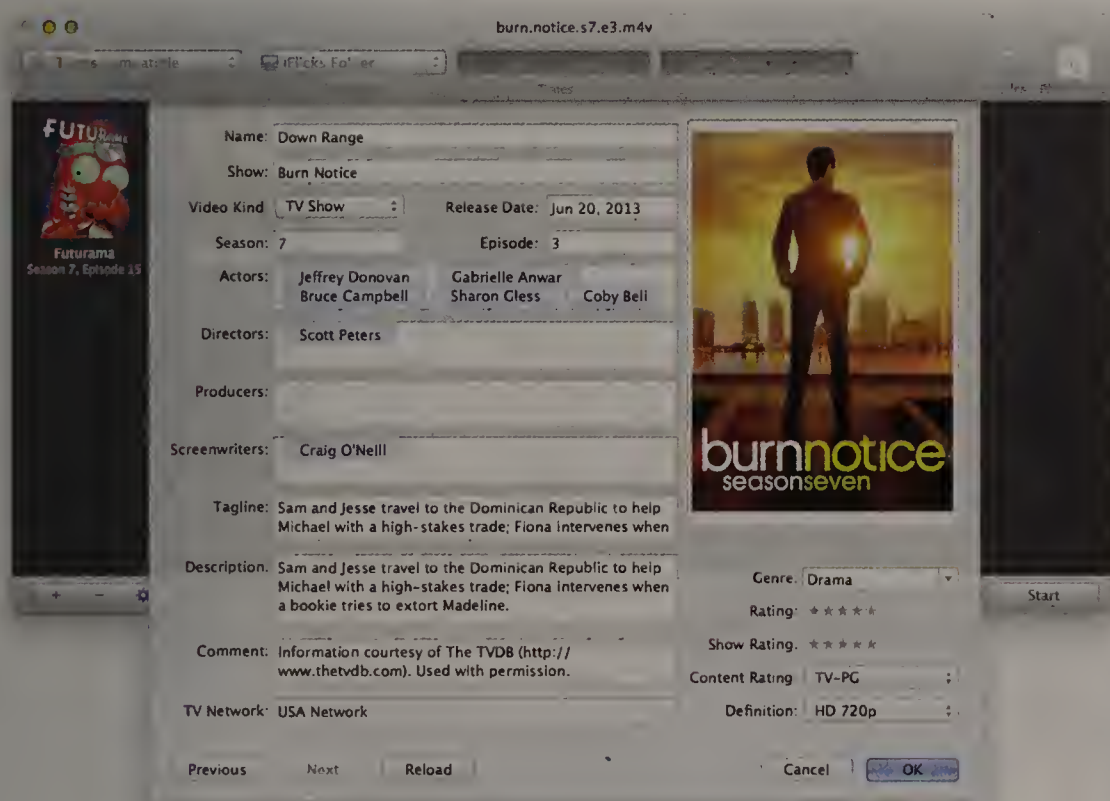 burn.notice.s7.e3.m4v
iFlicks Folder
FUTURAMA
Futurama
Season 7, Episode 15
Name: Down Range
Show: Burn Notice
Video Kind TV Show Release Date: Jun 20, 2013
Season: 7 Episode: 3
Actors: Jeffrey Donovan Gabrielle Anwar
Bruce Campbell Sharon Gless Coby Bell
Directors: Scott Peters
Producers:
Screenwriters: Craig O'Neill
Tagline: Sam and Jesse travel to the Dominican Republic to help
Michael with a high-stakes trade; Fiona intervenes when
Description. Sam and Jesse travel to the Dominican Republic to help
Michael with a high-stakes trade; Fiona intervenes when
a bookie tries to extort Madeline.
Comment: Information courtesy of The TVDB (http://
www.thetvdb.com). Used with permission.
TV Network: USA Network
burnnotice
seasonseven
Genre. Drama
Rating: ★★★★★
Show Rating. ★★★★★
Content Rating TV-PG
Definition: HD 720p
+ -
Start
Previous Next Reload Cancel OK